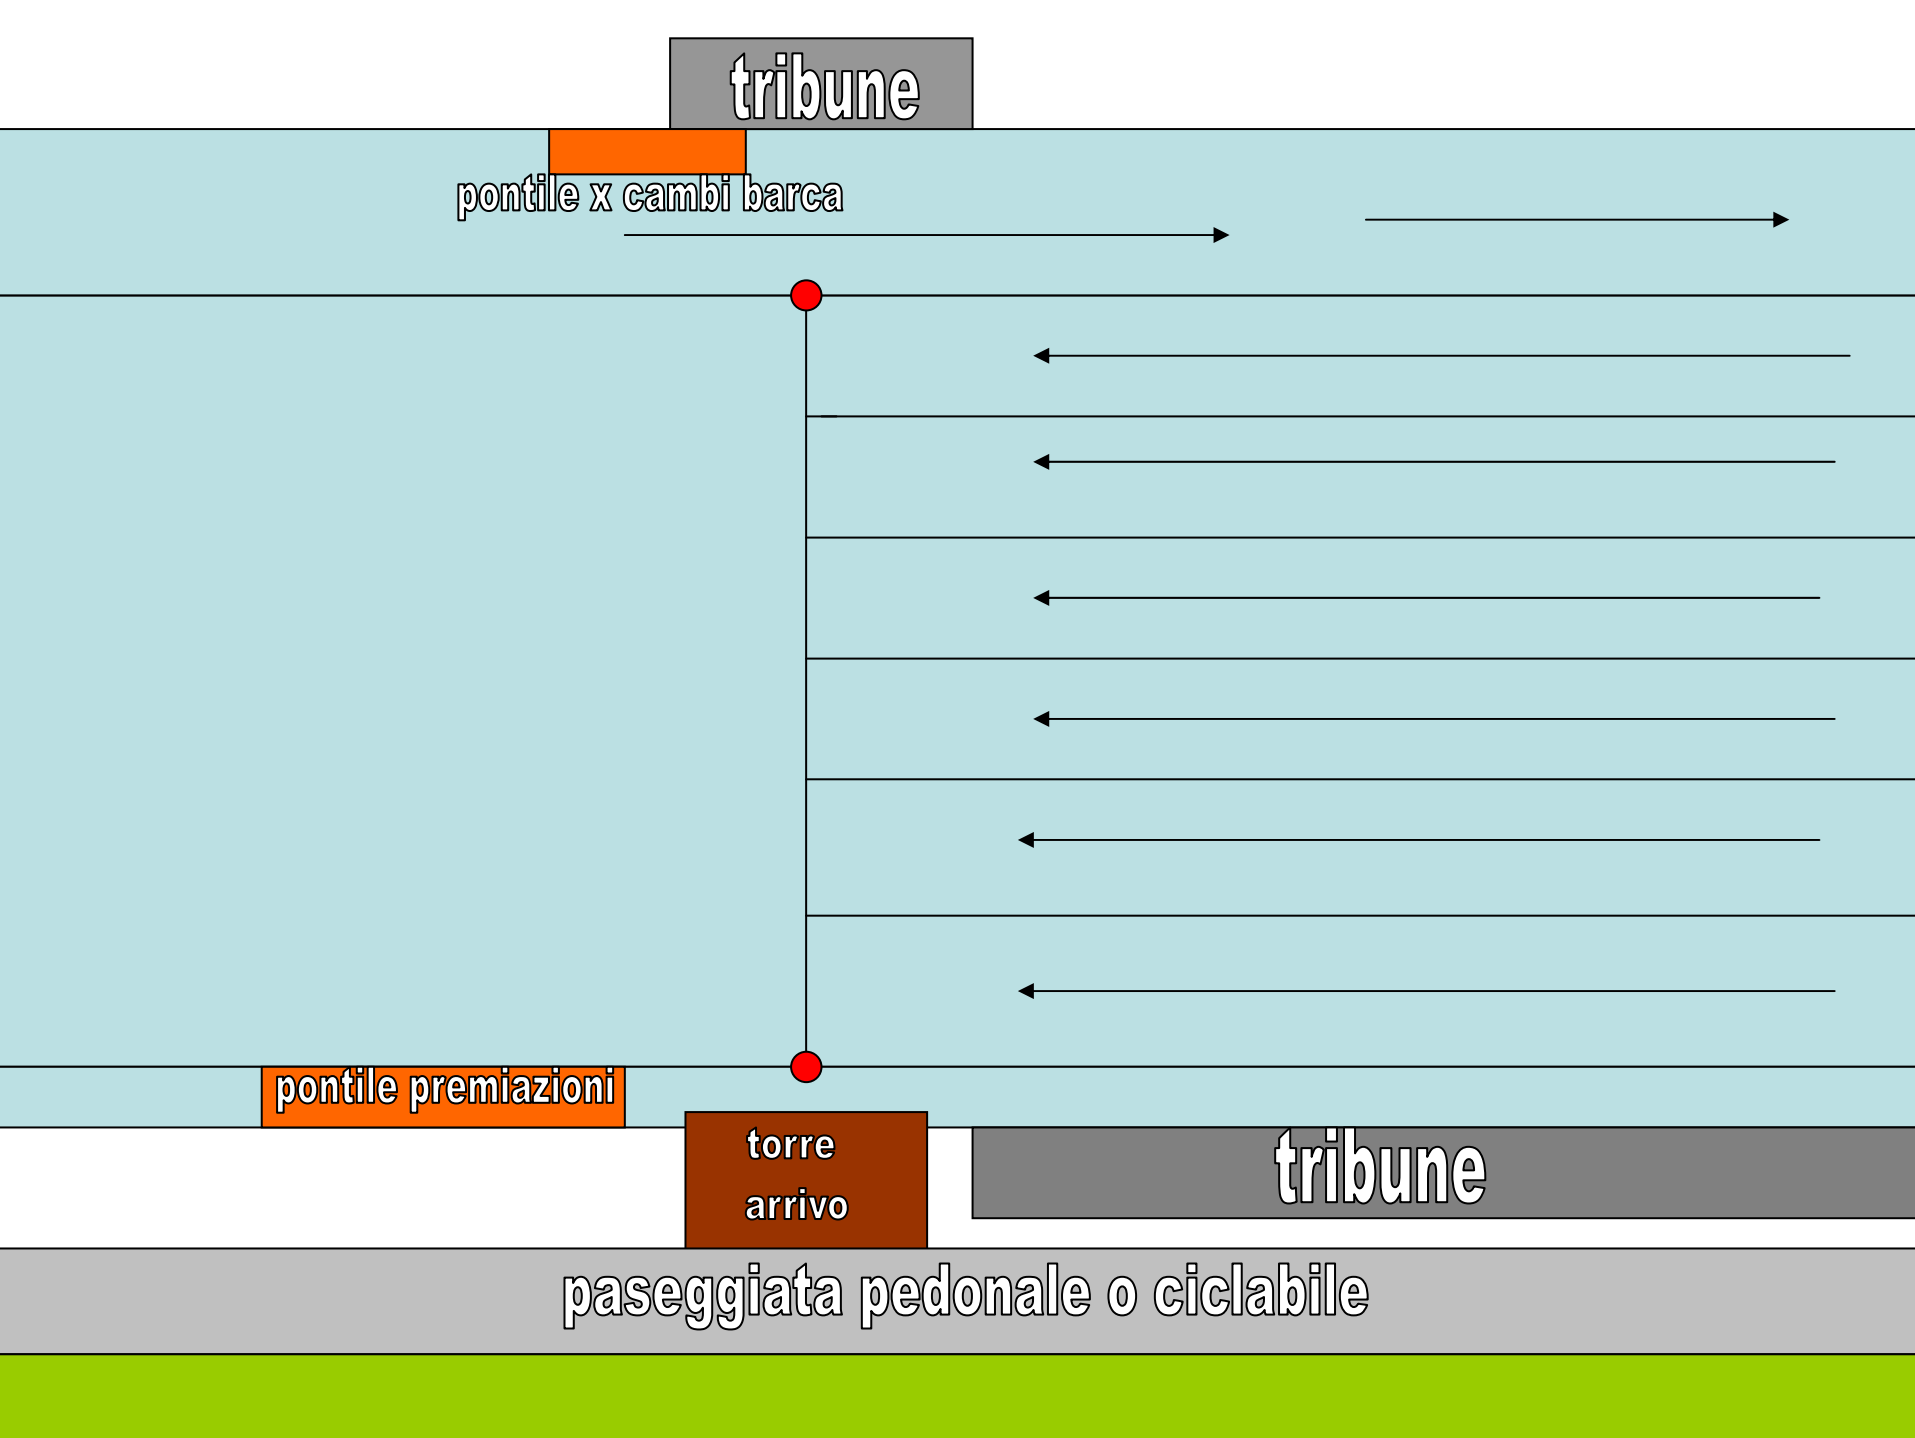 tribune
pontile x cambi barca
pontile premiazioni
torre
arrivo
tribune
paseggiata pedonale o ciclabile